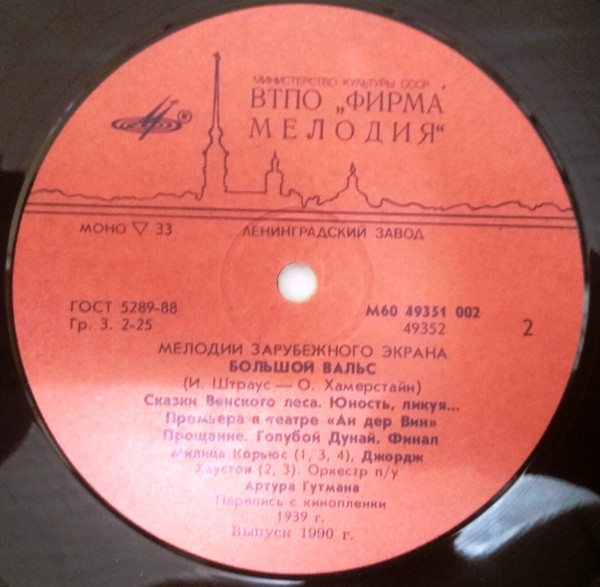 МИНИСТЕРСТВО КУЛЬТУРЫ СССР
ВТПО „ФИРМА
МЕЛОДИЯ“
МОНО ▽ 33 ЛЕНИНГРАДСКИЙ ЗАВОД
ГОСТ 5289-88 М60 49351 002
Гр. 3. 2-25 49352 2
МЕЛОДИИ ЗАРУБЕЖНОГО ЭКРАНА
БОЛЬШОЙ ВАЛЬС
(И. Штраус — О. Хамерстайн)
Сказки Венского леса. Юность, ликуя...
Премьера в театре «Ан дер Вин»
Прощание. Голубой Дунай. Финал
Милица Корьюс (1, 3, 4), Джордж
Хаустон (2, 3). Оркестр п/у
Артура Гутмана
Перепись с кинопленки
1939 г.
Выпуск 1990 г.